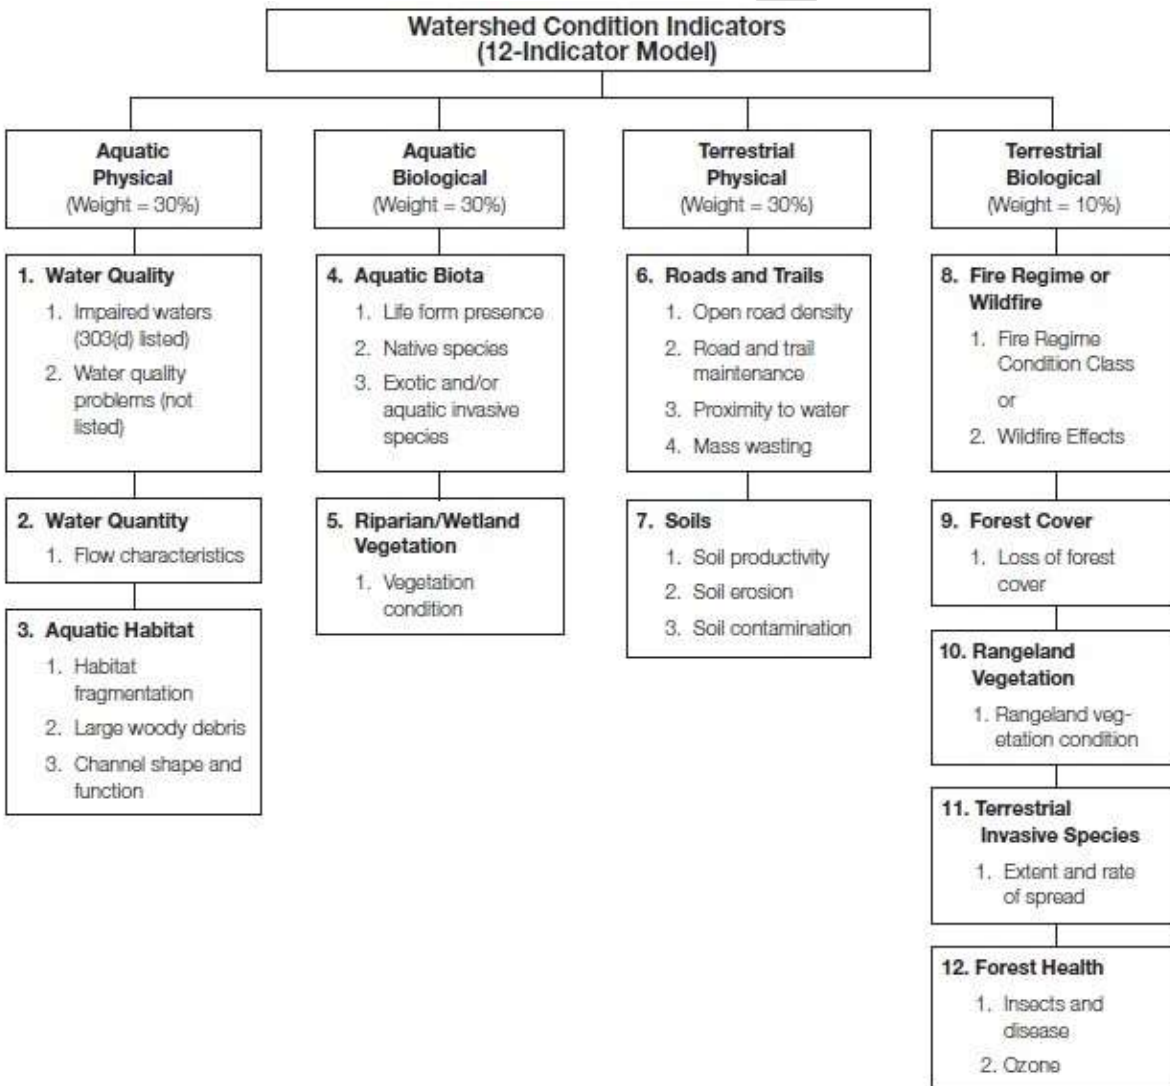 Watershed Condition Indicators
(12-Indicator Model)
Aquatic
Physical
(Weight = 30%)
Aquatic
Biological
(Weight = 30%)
Terrestrial
Physical
(Weight = 30%)
Terrestrial
Biological
(Weight = 10%)
1. Water Quality
1. Impaired waters
(303(d) listed)
2. Water quality
problems (not
listed)
2. Water Quantity
1. Flow characteristics
3. Aquatic Habitat
1. Habitat
fragmentation
2. Large woody debris
3. Channel shape and
function
4. Aquatic Biota
1. Life form presence
2. Native species
3. Exotic and/or
aquatic invasive
species
5. Riparian/Wetland
Vegetation
1. Vegetation
condition
6. Roads and Trails
1. Open road density
2. Road and trail
maintenance
3. Proximity to water
4. Mass wasting
7. Soils
1. Soil productivity
2. Soil erosion
3. Soil contamination
8. Fire Regime or
Wildfire
1. Fire Regime
Condition Class
or
2. Wildfire Effects
9. Forest Cover
1. Loss of forest
cover
10. Rangeland
Vegetation
1. Rangeland veg-
etation condition
11. Terrestrial
Invasive Species
1. Extent and rate
of spread
12. Forest Health
1. Insects and
disease
2. Ozone